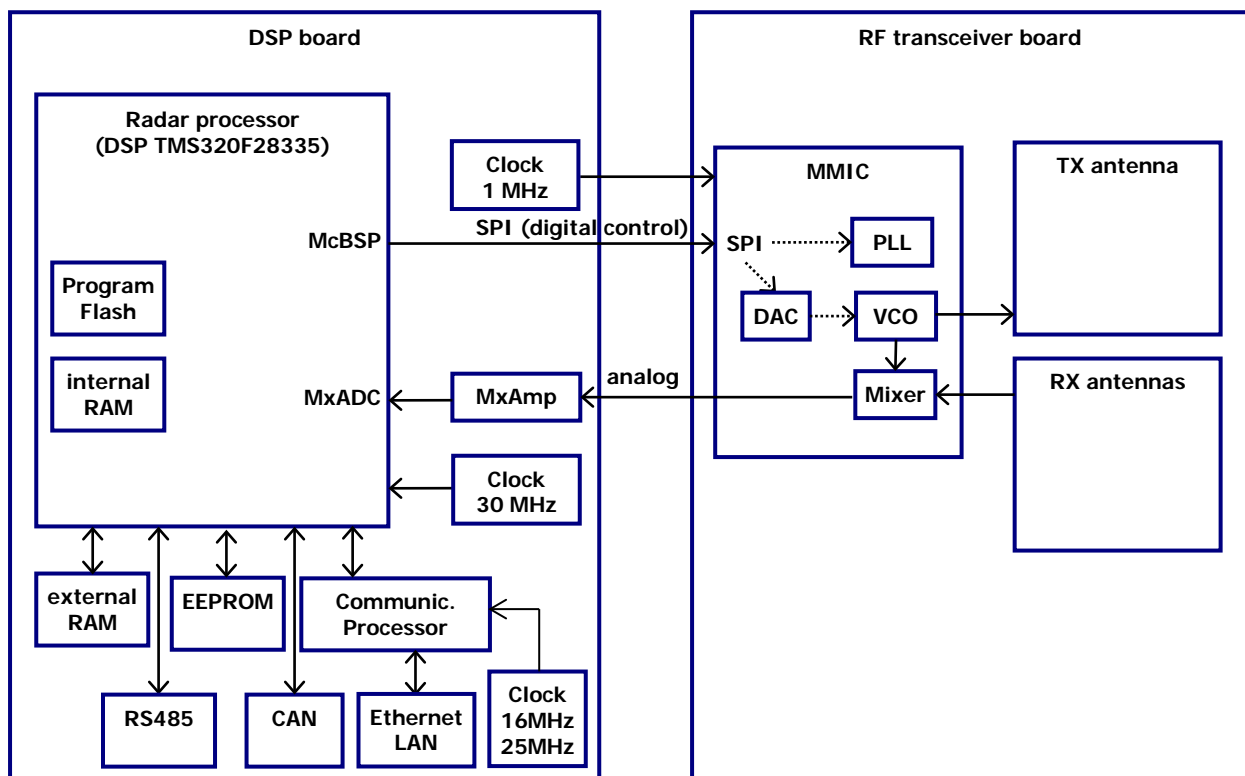 DSP board
Radar processor
(DSP TMS320F28335)
McBSP
Program
Flash
internal
RAM
MxADC
Clock
1 MHz
SPI (digital control)
analog
MxAmp
Clock
30 MHz
external
RAM
EEPROM
Communic.
Processor
RS485
CAN
Ethernet
LAN
Clock
16MHz
25MHz
RF transceiver board
MMIC
SPI
PLL
DAC
VCO
Mixer
TX antenna
RX antennas